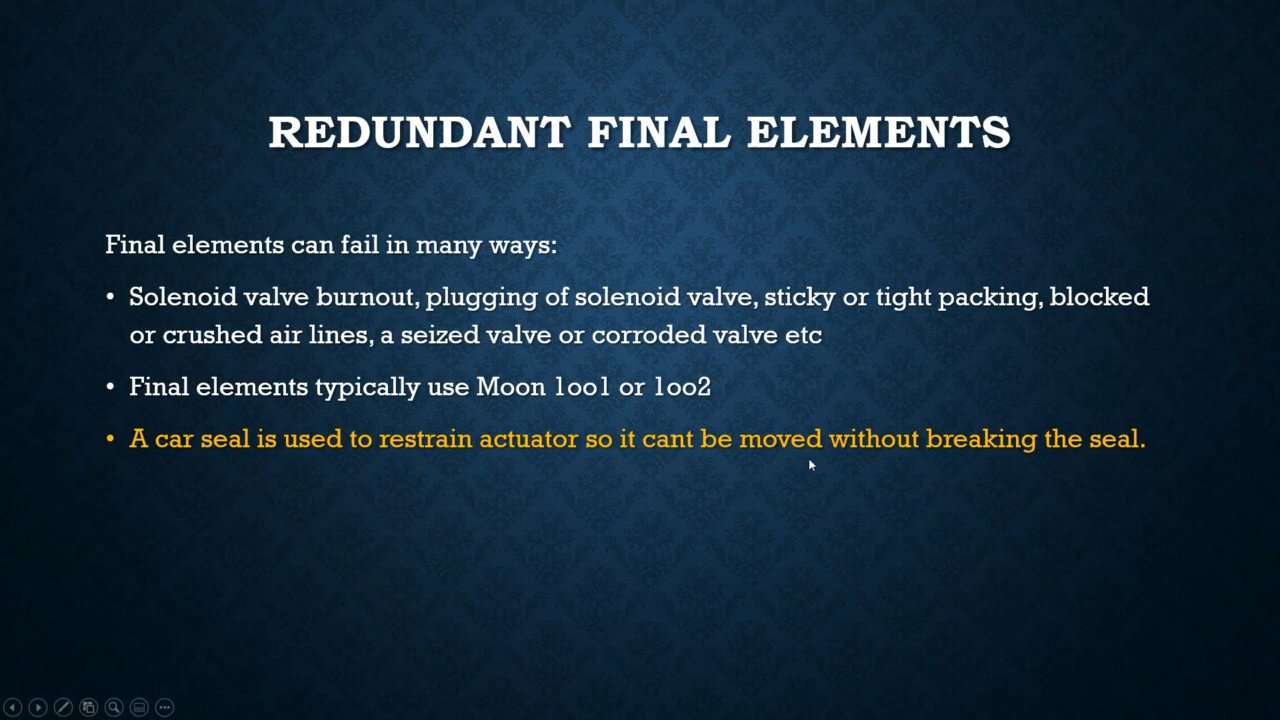 REDUNDANT FINAL ELEMENTS
Final elements can fail in many ways:
• Solenoid valve burnout, plugging of solenoid valve, sticky or tight packing, blocked
or crushed air lines, a seized valve or corroded valve etc
• Final elements typically use Moon 1oo1 or 1oo2
• A car seal is used to restrain actuator so it cant be moved without breaking the seal.